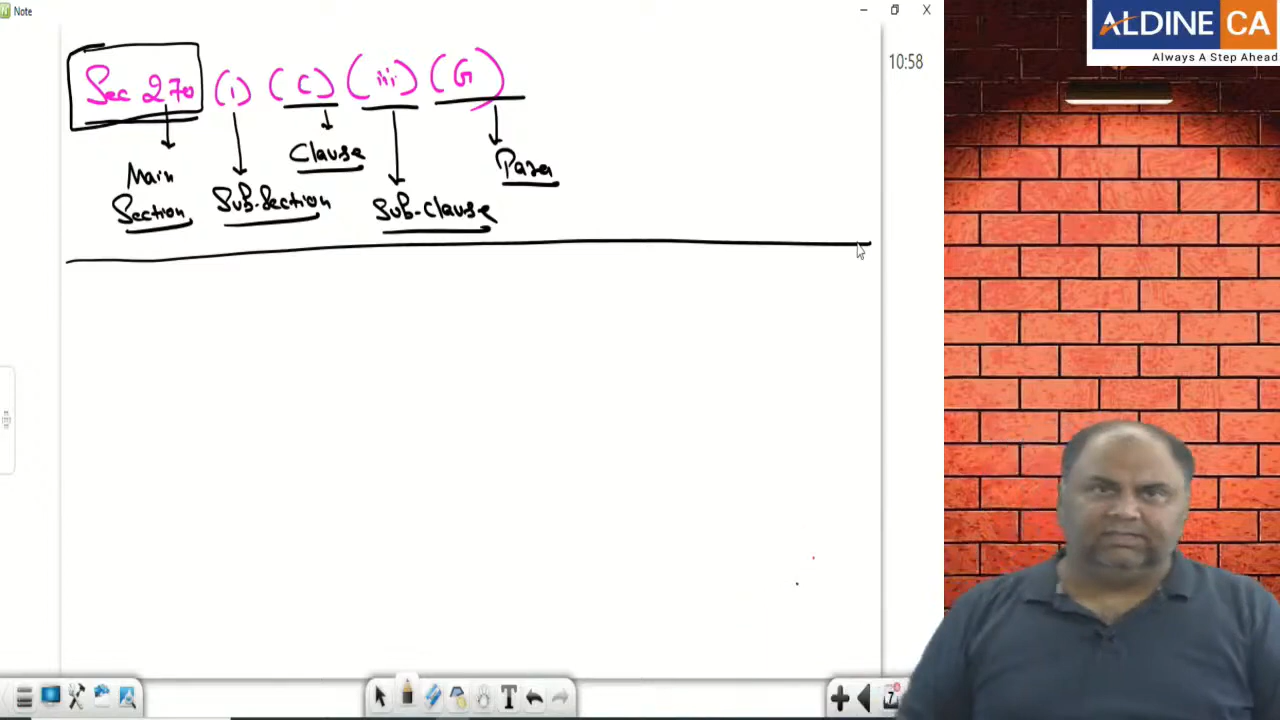 Note
ALDINE CA
Always A Step Ahead
10:58
Sec 270 (1) (C) (iii) (G)
Main Section
Sub-Section
Clause
Sub-Clause
Para
7